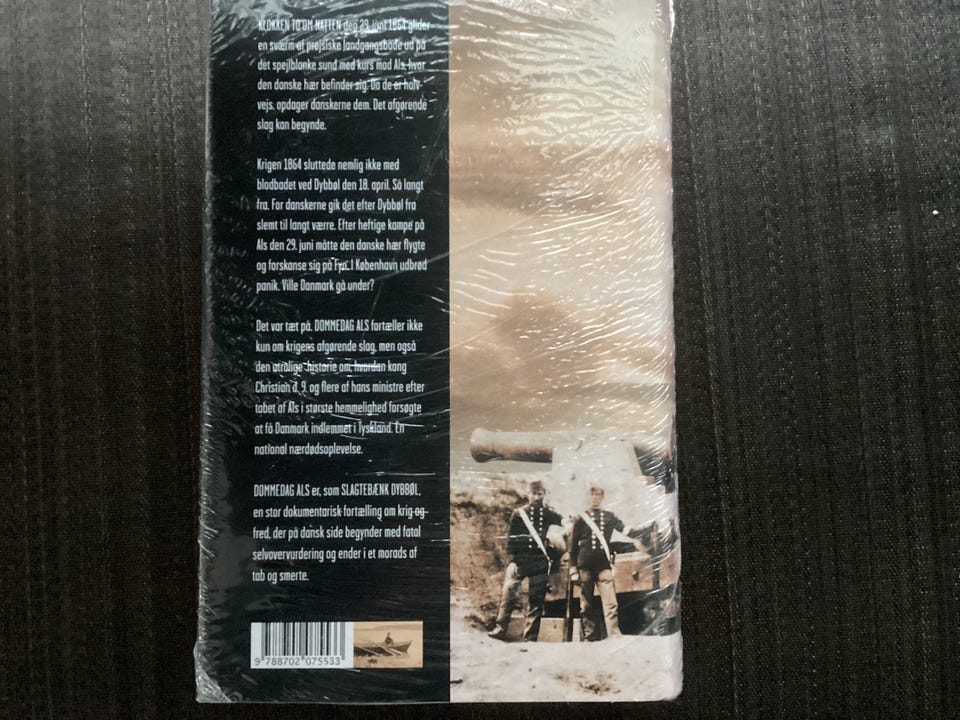 KLOKKEN TO OM NATTEN den 29. juni 1864 glider
en sværm af prøjsiske landgangsbåde ud på
det spejlblanke sund med kurs mod Als, hvor
den danske hær befinder sig. Da de er halv-
vejs, opdager danskerne dem. Det afgørende
slag kan begynde.
Krigen 1864 sluttede nemlig ikke med
blodbadet ved Dybbøl den 18. april. Så langt
fra. For danskerne gik det efter Dybbøl fra
slemt til langt værre. Efter heftige kampe på
Als den 29. juni måtte den danske hær flygte
og forskanse sig på Fyn. I København udbrød
panik. Ville Danmark gå under?
Det var tæt på. DOMMEDAG ALS fortæller ikke
kun om krigens afgørende slag, men også
den utrolige historie om, hvordan kong
Christian d. 9. og flere af hans ministre efter
tabet af Als i største hemmelighed forsøgte
at få Danmark indlemmet i Tyskland. En
national nærdødsoplevelse.
DOMMEDAG ALS er, som SLAGTEBÆNK DYBBØL,
en stor dokumentarisk fortælling om krig og
fred, der på dansk side begynder med fatal
selvovervurdering og ender i et morads af
tab og smerte.
9 788702 075533